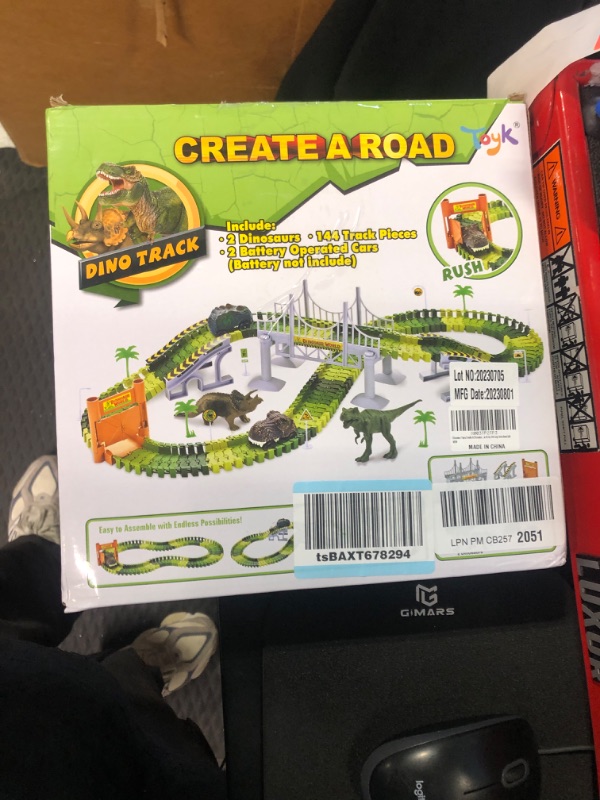 CREATE A ROAD
Toyk®
DINO TRACK
Include:
• 2 Dinosaurs • 144 Track Pieces
• 2 Battery Operated Cars
(Battery not include)
RUSH
Lot NO:20230705
MFG Date:20230801
MADE IN CHINA
Easy to Assemble with Endless Possibilities!
tsBAXT678294
LPN PM CB257 2051
GIMARS
logi
WARNING
LUXOR